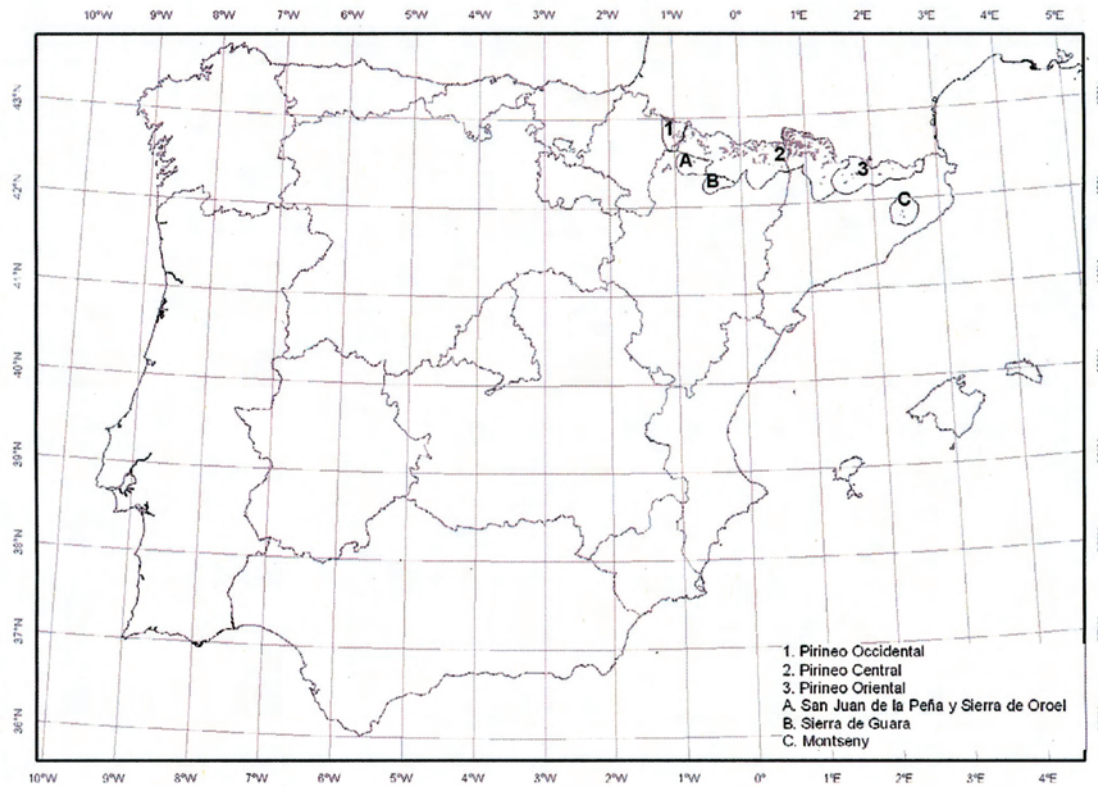 10°W 9°W 8°W 7°W 6°W 5°W 4°W 3°W 2°W 1°W 0° 1°E 2°E 3°E 4°E 5°E
43°N
42°N
41°N
40°N
39°N
38°N
37°N
36°N
1
A
B
2
3
C
1. Pirineo Occidental
2. Pirineo Central
3. Pirineo Oriental
A. San Juan de la Peña y Sierra de Oroel
B. Sierra de Guara
C. Montseny
10°W 9°W 8°W 7°W 6°W 5°W 4°W 3°W 2°W 1°W 0° 1°E 2°E 3°E 4°E